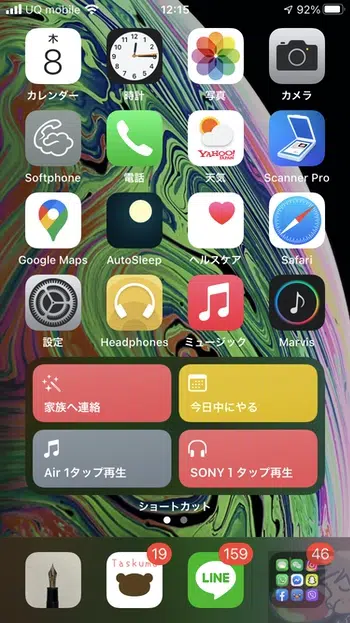 UQ mobile 12:15 92%
木
8
カレンダー 時計 写真 カメラ
YAHOO!
JAPAN
Softphone 電話 天気 Scanner Pro
Google Maps AutoSleep ヘルスケア Safari
設定 Headphones ミュージック Marvis
家族へ連絡 今日中にやる
Air 1タップ再生 SONY 1 タップ再生
ショートカット
19 159 46
Taskuma
LINE